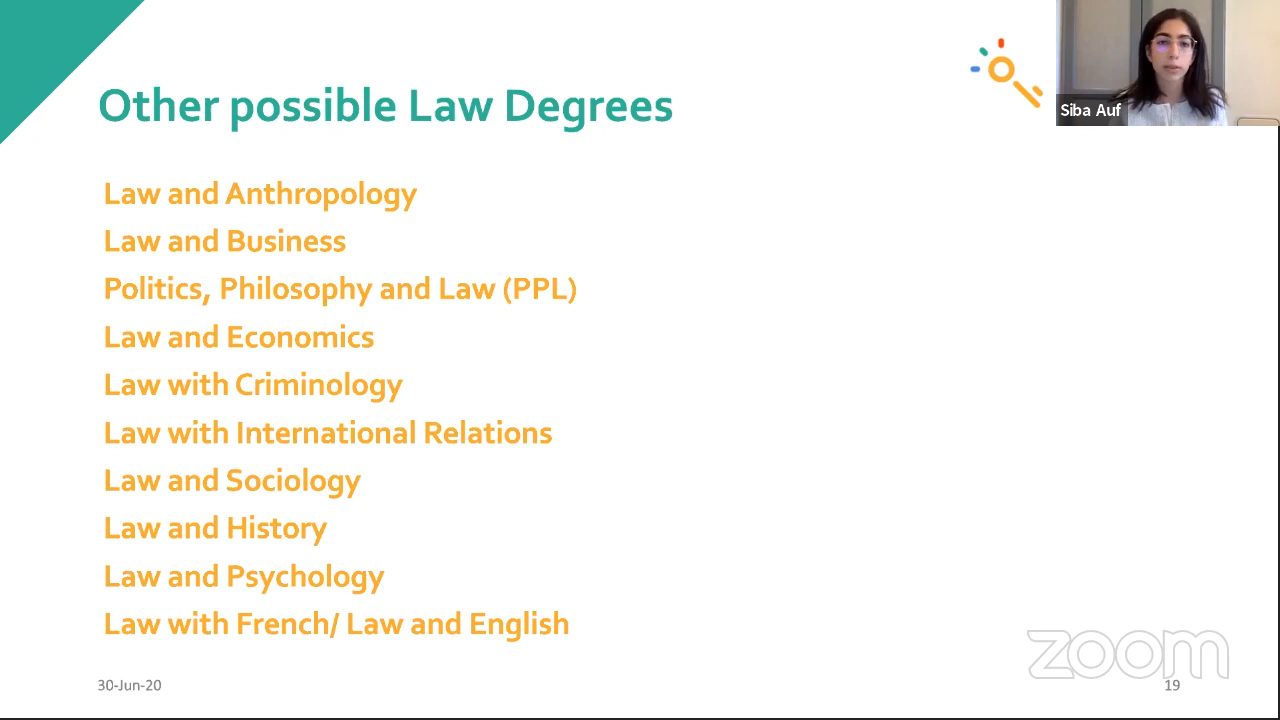 Other possible Law Degrees
Siba Auf
Law and Anthropology
Law and Business
Politics, Philosophy and Law (PPL)
Law and Economics
Law with Criminology
Law with International Relations
Law and Sociology
Law and History
Law and Psychology
Law with French/ Law and English
zoom
30-Jun-20
19